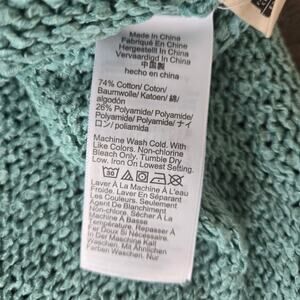 Made In China
Fabriqué En Chine
Hergestellt In China
Vervaardigd In China
中国製
hecho en china
74% Cotton/ Coton/
Baumwolle/ Katoen/ 綿/
algodón
26% Polyamide/ Polyamide/
Polyamide/ Polyamide/ ナイ
ロン/ poliamida
Machine Wash Cold. With
Like Colors. Non-chlorine
Bleach Only. Tumble Dry
Low. Iron On Lowest Setting.
Laver À La Machine À L'eau
Froide. Laver En Séparant
Les Couleurs. Seulement
Agent De Blanchiment
Non-chlore. Sécher À La
Machine À Basse
Température. Repasser À
Fer Doux Si Nécessaire.
In Der Maschine Kalt
Waschen, Mit Ähnlichen
Farben Waschen. Nur